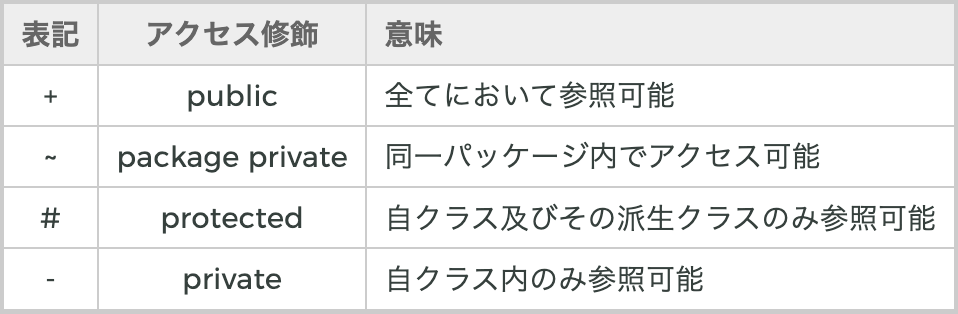 表記 アクセス修飾 意味
+ public 全てにおいて参照可能
~ package private 同一パッケージ内でアクセス可能
# protected 自クラス及びその派生クラスのみ参照可能
- private 自クラス内のみ参照可能